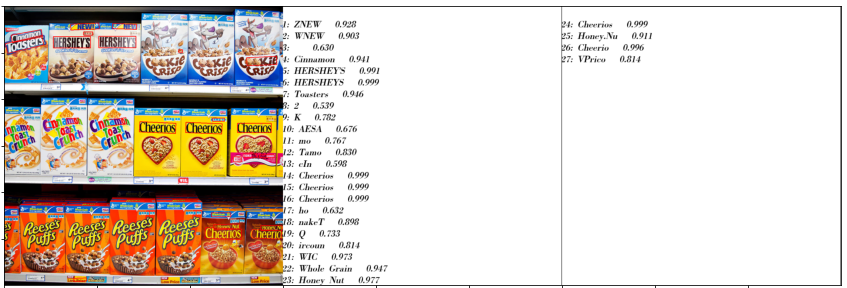 Cinnamon
Toasters
NEW!
NEW
HERSHEY'S
HERSHEY'S
COOKIE
CRISP
COOKIE
CRISP
COOKIE
CRISP
Cinnamon
Toast
Crunch
Cinnamon
Toast
Crunch
Cinnamon
Toast
Crunch
Cheerios
Cheerios
Cheerios
Reese's
Puffs
Reese's
Puffs
Reese's
Puffs
Reese's
Puffs
Honey Nut
Cheerios
Honey Nut
Cheerios
1: ZNEW 0.928
2: WNEW 0.903
3: 0.630
4: Cinnamon 0.941
5: HERSHEY'S 0.991
6: HERSHEYS 0.999
7: Toasters 0.946
8: 2 0.539
9: K 0.782
10: AESA 0.676
11: mo 0.767
12: Tamo 0.830
13: cIn 0.598
14: Cheerios 0.999
15: Cheerios 0.999
16: Cheerios 0.999
17: ho 0.632
18: nakeT 0.898
19: Q 0.733
20: ircoun 0.814
21: WIC 0.973
22: Whole Grain 0.947
23: Honey Nut 0.977
24: Cheerios 0.999
25: Honey.Nu 0.911
26: Cheerio 0.996
27: VPrico 0.814